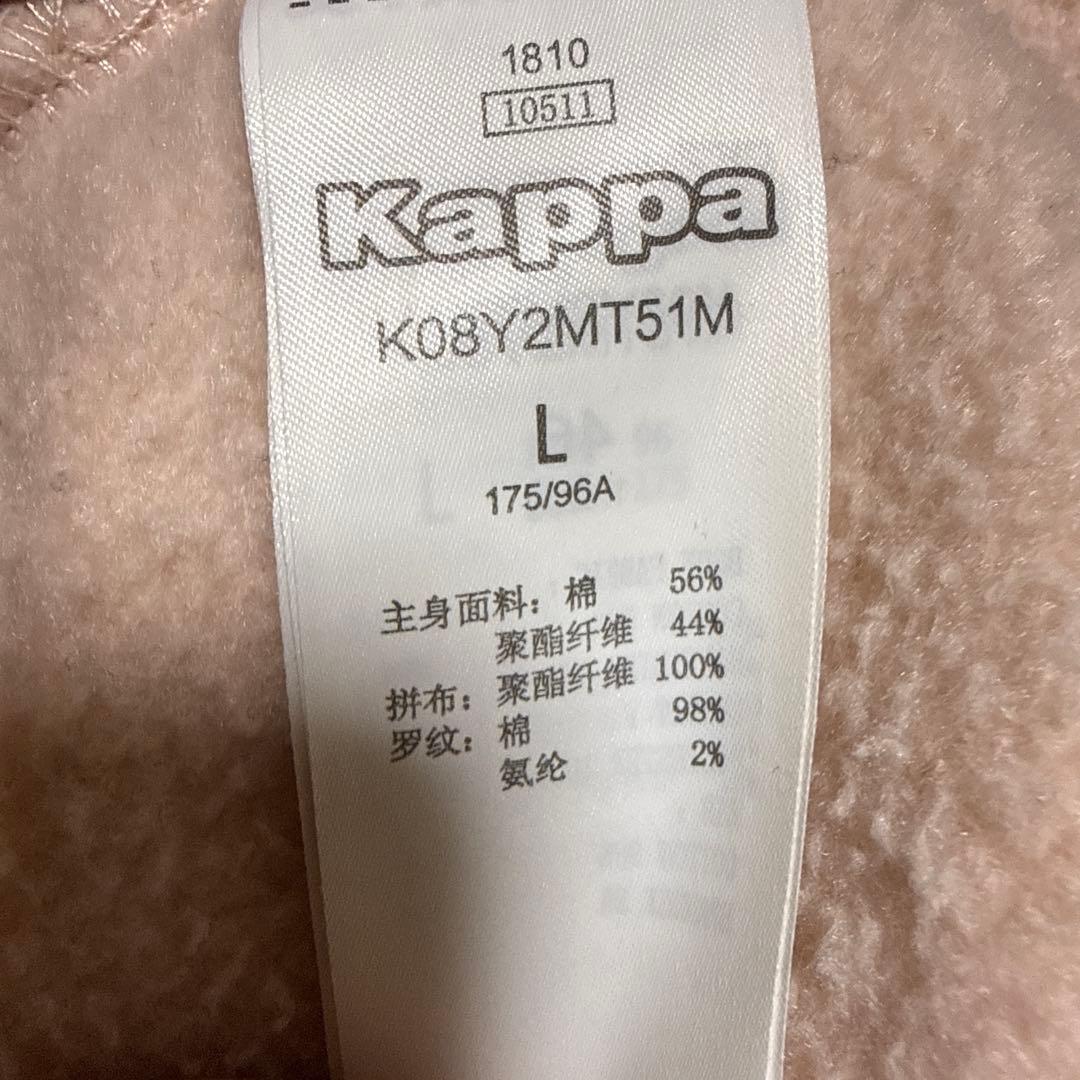 1810
10511
Kappa
K08Y2MT51M
L
175/96A
主身面料：棉 56%
聚酯纤维 44%
拼布：聚酯纤维 100%
罗纹：棉 98%
氨纶 2%